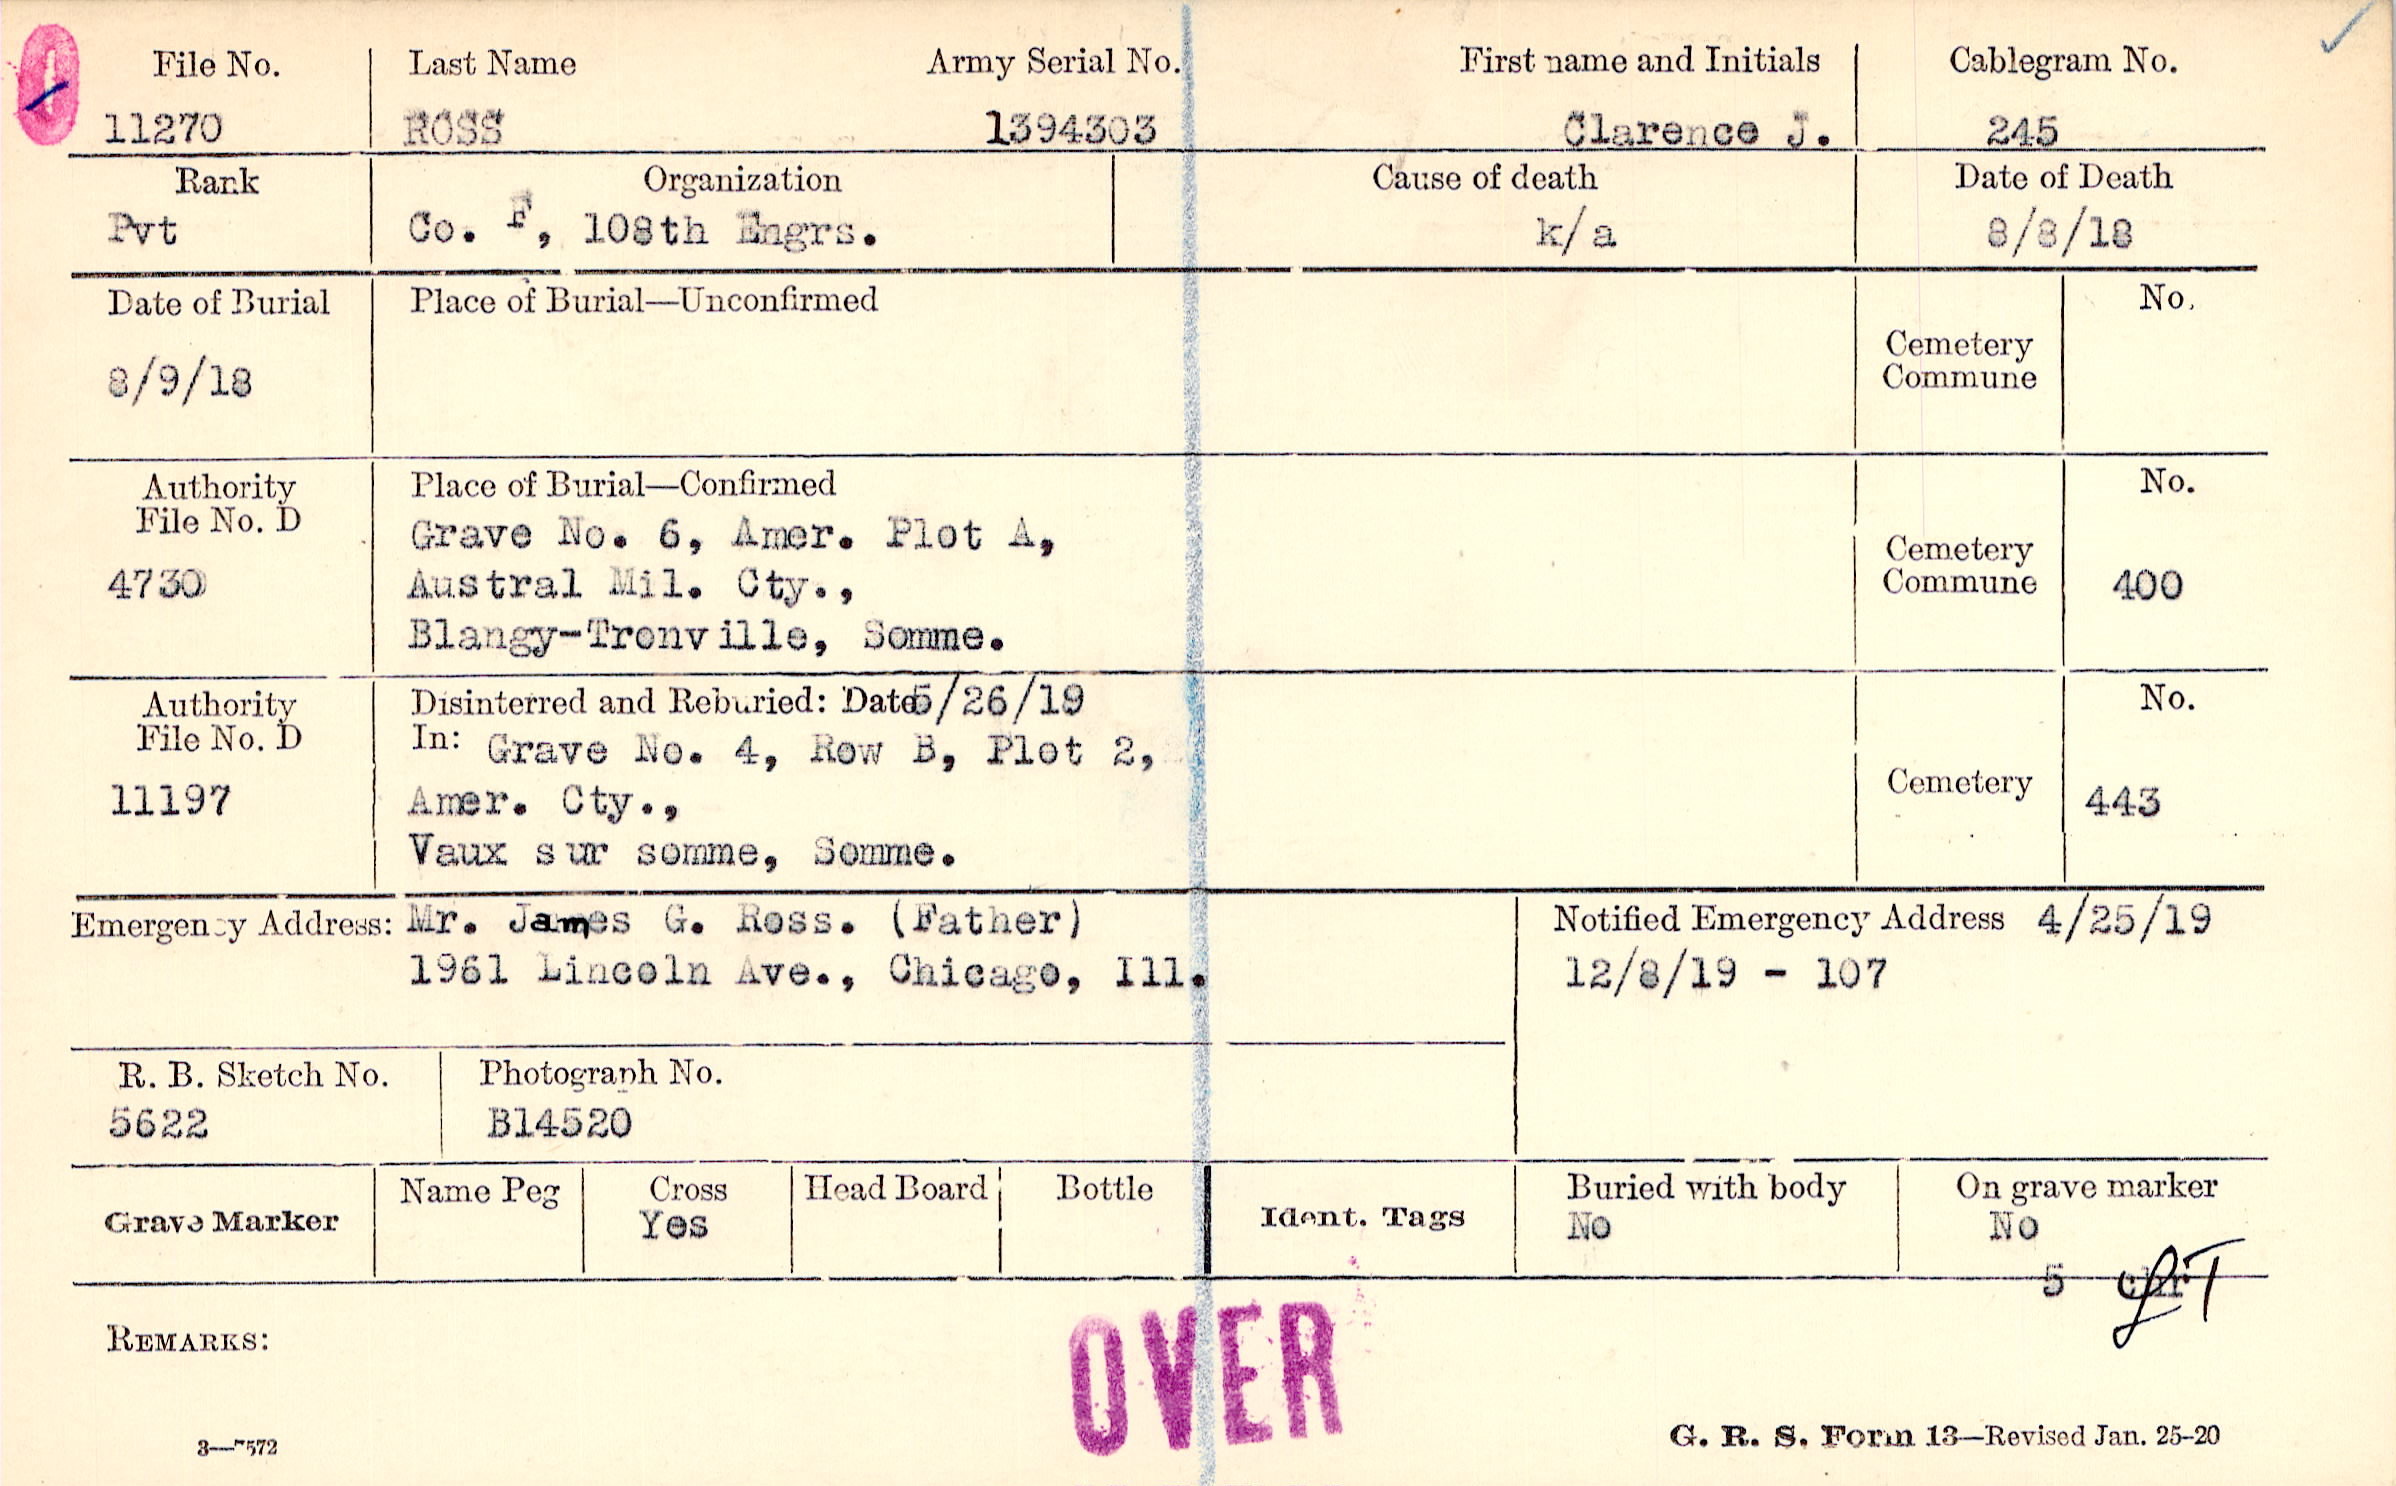 File No. Last Name Army Serial No. First name and Initials Cablegram No.
11270 ROSS 1394303 Clarence J. 245
Rank Organization Cause of death Date of Death
Pvt Co. F, 108th Engrs. k/a 8/8/18
Date of Burial Place of Burial—Unconfirmed No.
8/9/18 Cemetery
Commune
Authority Place of Burial—Confirmed No.
File No. D Grave No. 6, Amer. Plot A, Cemetery
4730 Austral Mil. Cty., Commune 400
Blangy-Tronville, Somme.
Authority Disinterred and Reburied: Date 5/26/19 No.
File No. D In: Grave No. 4, Row B, Plot 2, Cemetery
11197 Amer. Cty., 443
Vaux sur somme, Somme.
Emergency Address: Mr. James G. Ross. (Father) Notified Emergency Address 4/25/19
1961 Lincoln Ave., Chicago, Ill. 12/8/19 - 107
R. B. Sketch No. Photograph No.
5622 B14520
Name Peg Cross Head Board Bottle Buried with body On grave marker
Grave Marker Yes Ident. Tags No No
5
REMARKS:
OVER
G. R. S. Form 13—Revised Jan. 25-20